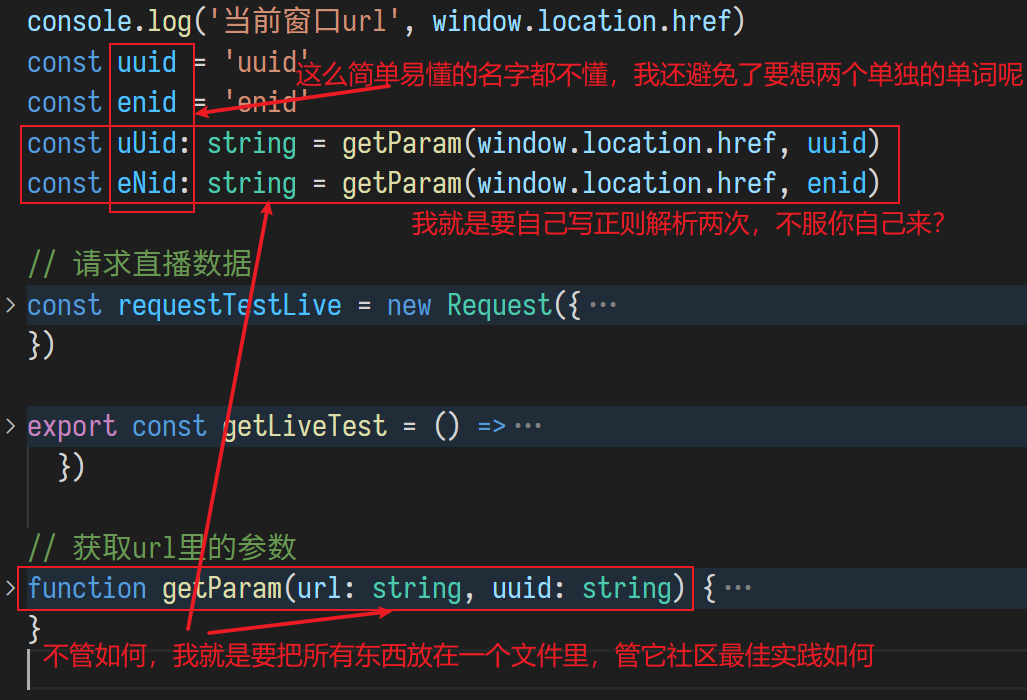 console.log('当前窗口url', window.location.href)
const uuid = 'uuid'
这么简单易懂的名字都不懂，我还避免了要想两个单独的单词呢
const enid = 'enid'
const uUid: string = getParam(window.location.href, uuid)
const eNid: string = getParam(window.location.href, enid)
我就是要自己写正则解析两次，不服你自己来？
// 请求直播数据
const requestTestLive = new Request({ ···
})
export const getLiveTest = () => ···
})
// 获取url里的参数
function getParam(url: string, uuid: string) { ···
}
不管如何，我就是要把所有东西放在一个文件里，管它社区最佳实践如何